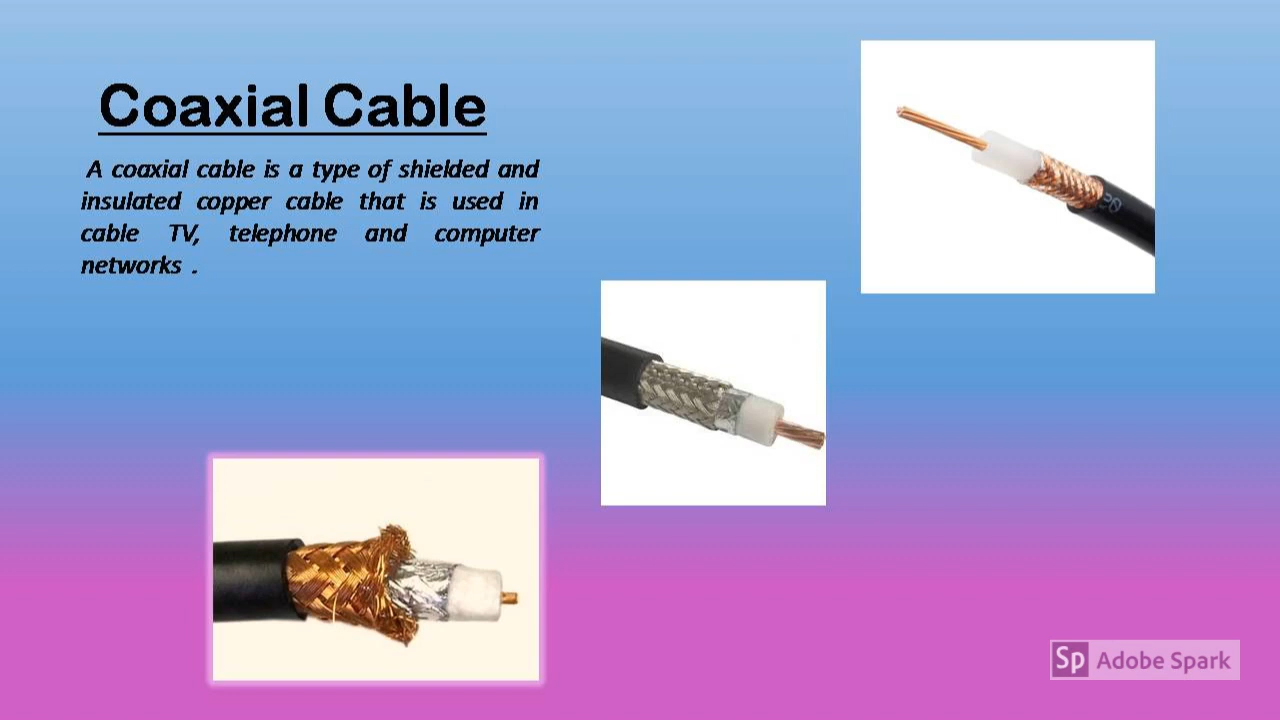 Coaxial Cable
A coaxial cable is a type of shielded and
insulated copper cable that is used in
cable TV, telephone and computer
networks .
Sp Adobe Spark